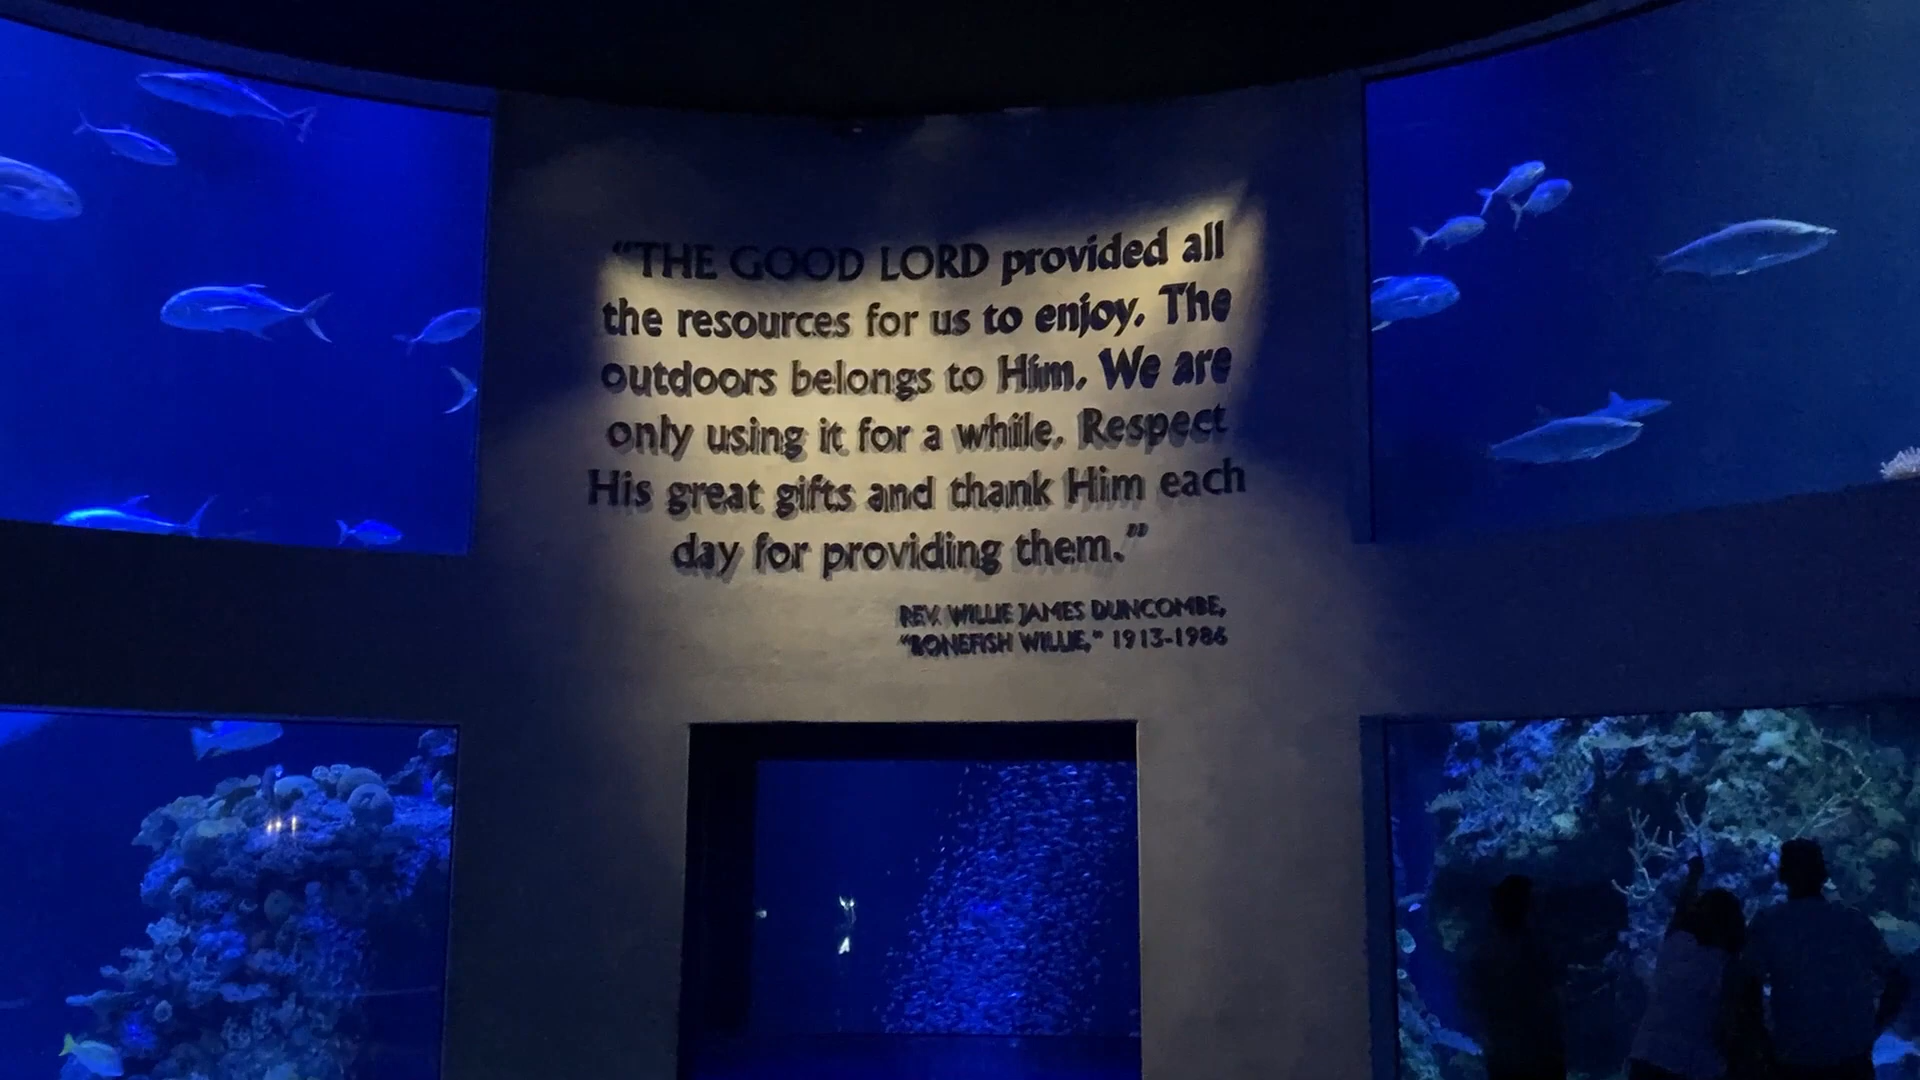 “THE GOOD LORD provided all
the resources for us to enjoy. The
outdoors belongs to Him. We are
only using it for a while. Respect
His great gifts and thank Him each
day for providing them.”
REV. WILLIE JAMES DUNCOMBE,
“BONEFISH WILLIE,” 1913-1986